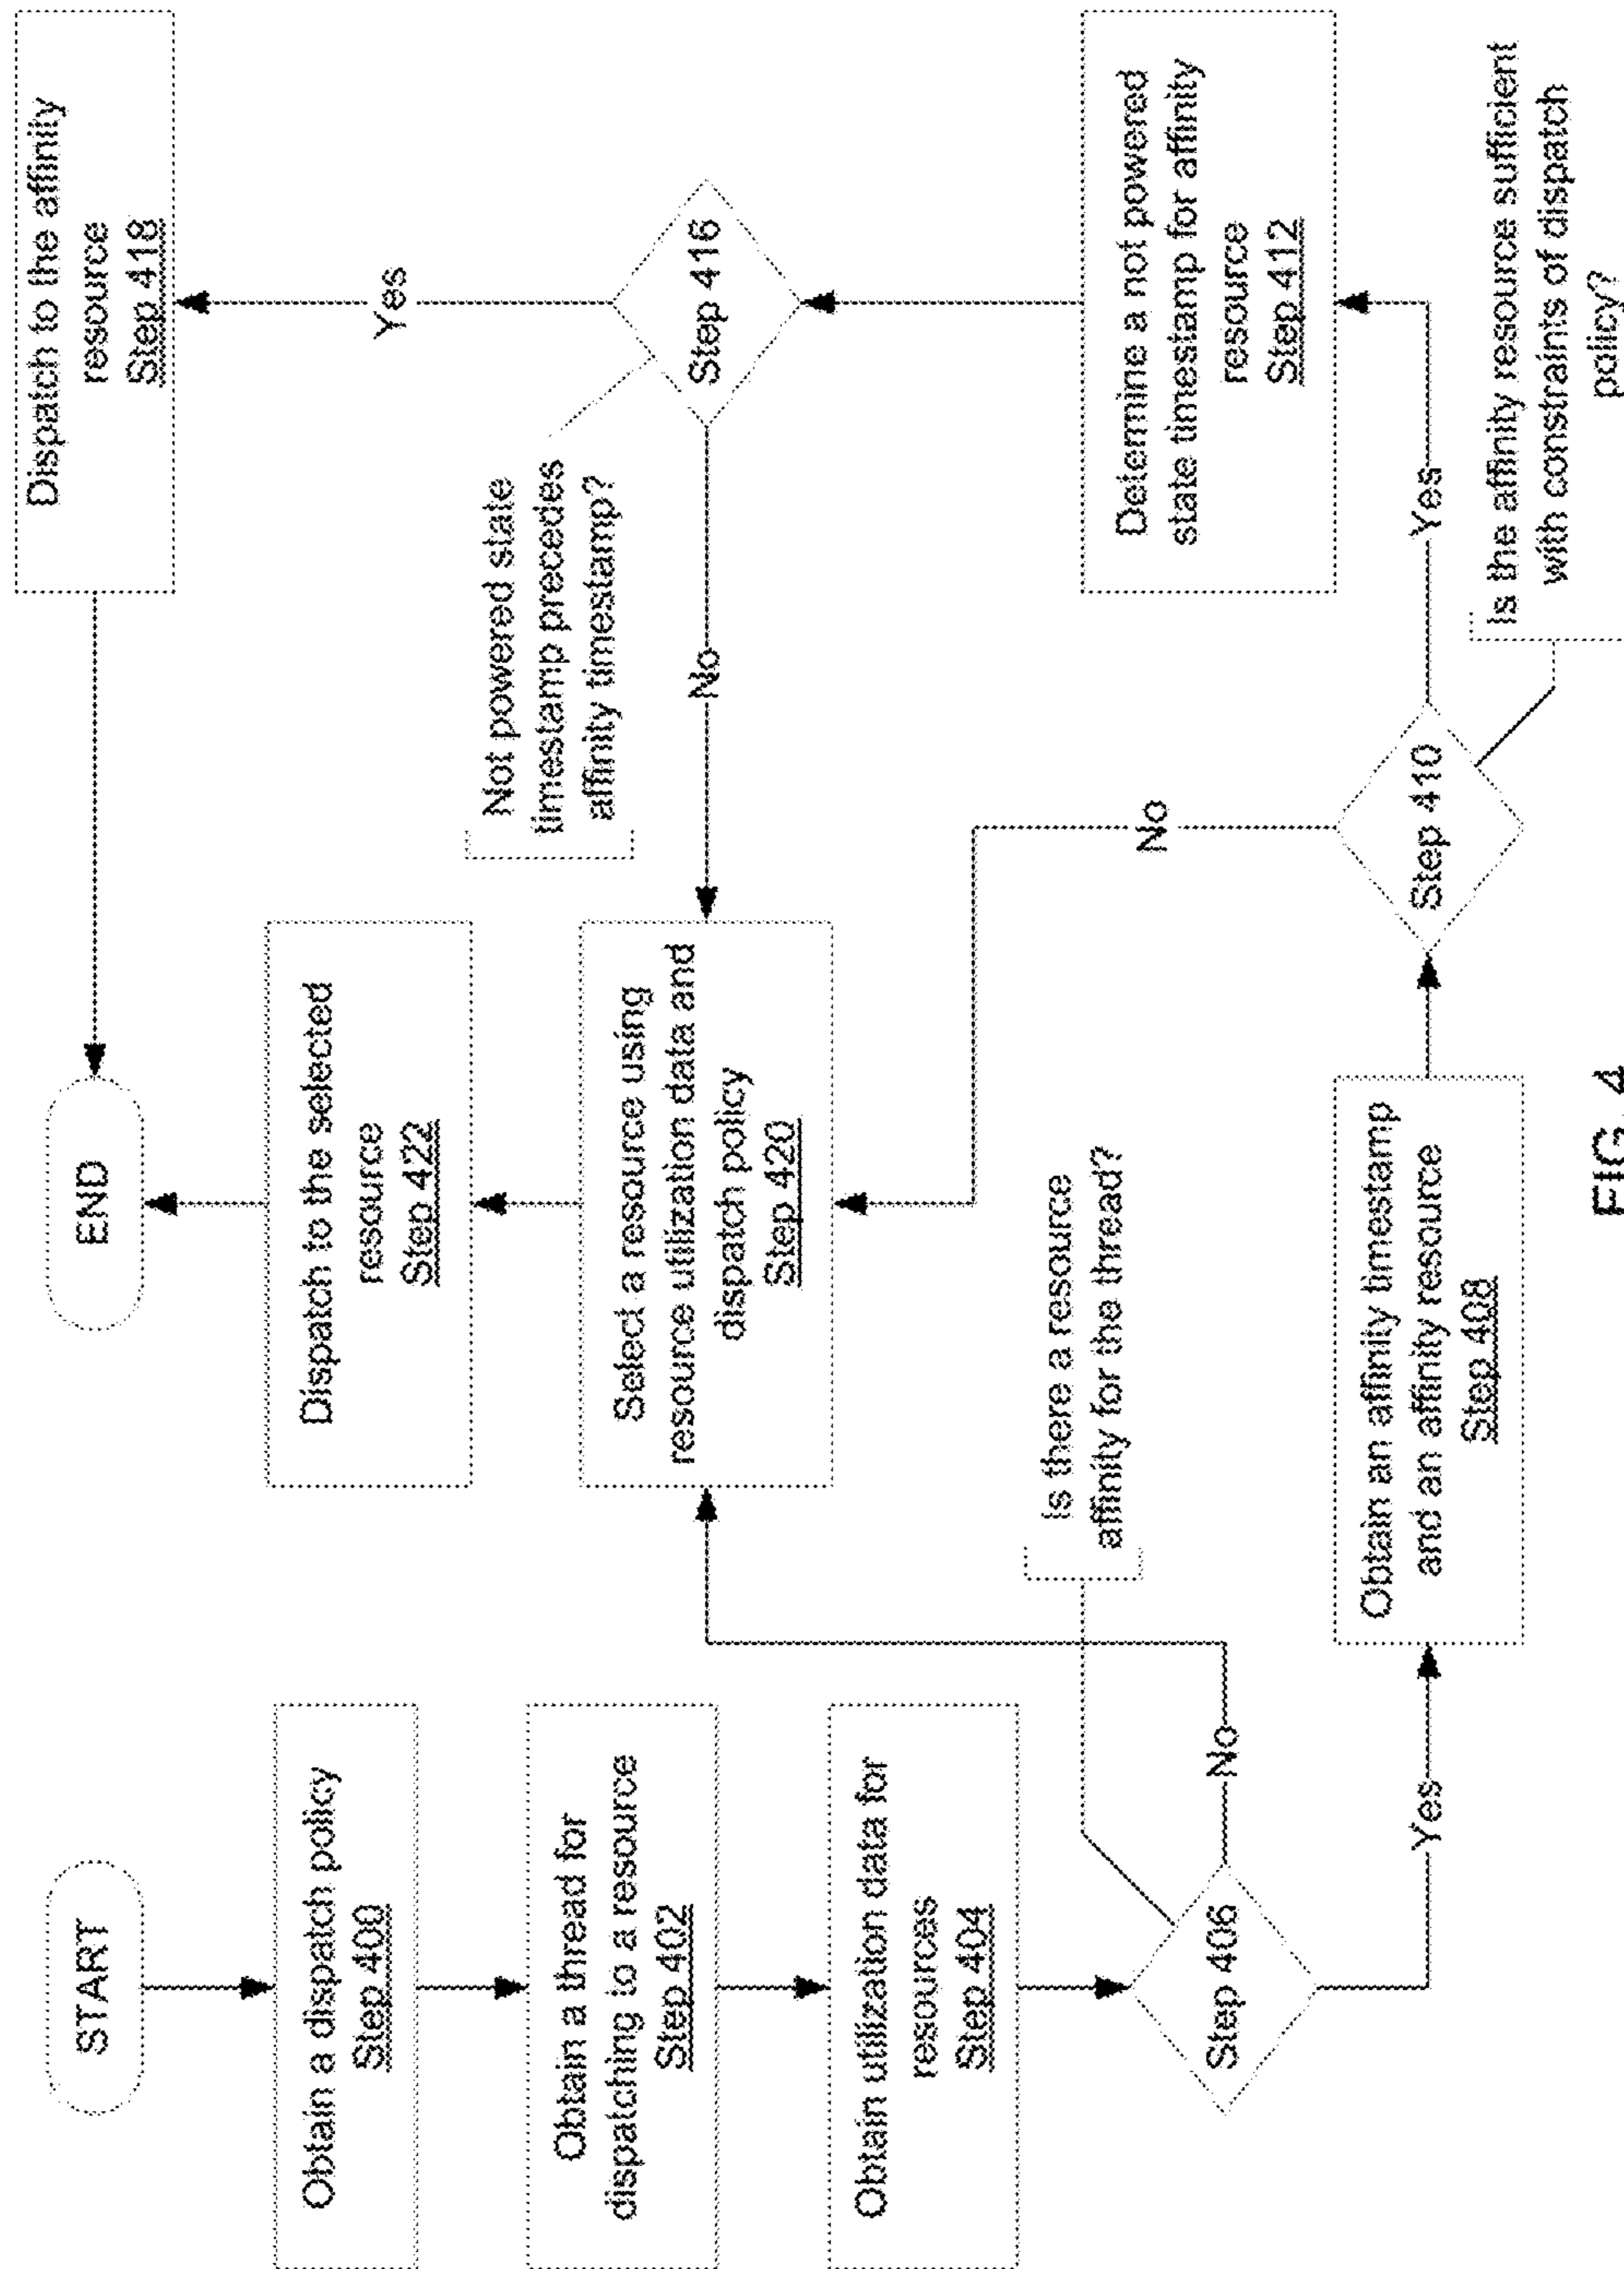 START
Obtain a dispatch policy
Step 400
Obtain a thread for
dispatching to a resource
Step 402
Obtain utilization data for
resources
Step 404
Step 406
Is there a resource
affinity for the thread?
No
Yes
Obtain an affinity timestamp
and an affinity resource
Step 408
Step 410
Is the affinity resource sufficient
with constraints of dispatch
policy?
No
Yes
Determine a not powered
state timestamp for affinity
resource
Step 412
Step 416
Not powered state
timestamp precedes
affinity timestamp?
No
Yes
Dispatch to the affinity
resource
Step 418
Select a resource using
resource utilization data and
dispatch policy
Step 420
Dispatch to the selected
resource
Step 422
END
FIG. 4